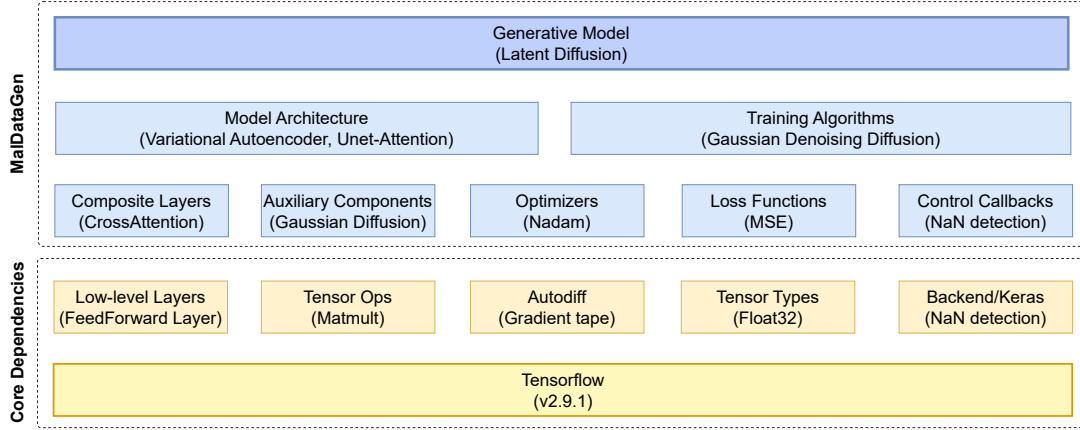 MalDataGen
Generative Model
(Latent Diffusion)
Model Architecture
(Variational Autoencoder, Unet-Attention)
Training Algorithms
(Gaussian Denoising Diffusion)
Composite Layers
(CrossAttention)
Auxiliary Components
(Gaussian Diffusion)
Optimizers
(Nadam)
Loss Functions
(MSE)
Control Callbacks
(NaN detection)
Core Dependencies
Low-level Layers
(FeedForward Layer)
Tensor Ops
(Matmult)
Autodiff
(Gradient tape)
Tensor Types
(Float32)
Backend/Keras
(NaN detection)
Tensorflow
(v2.9.1)